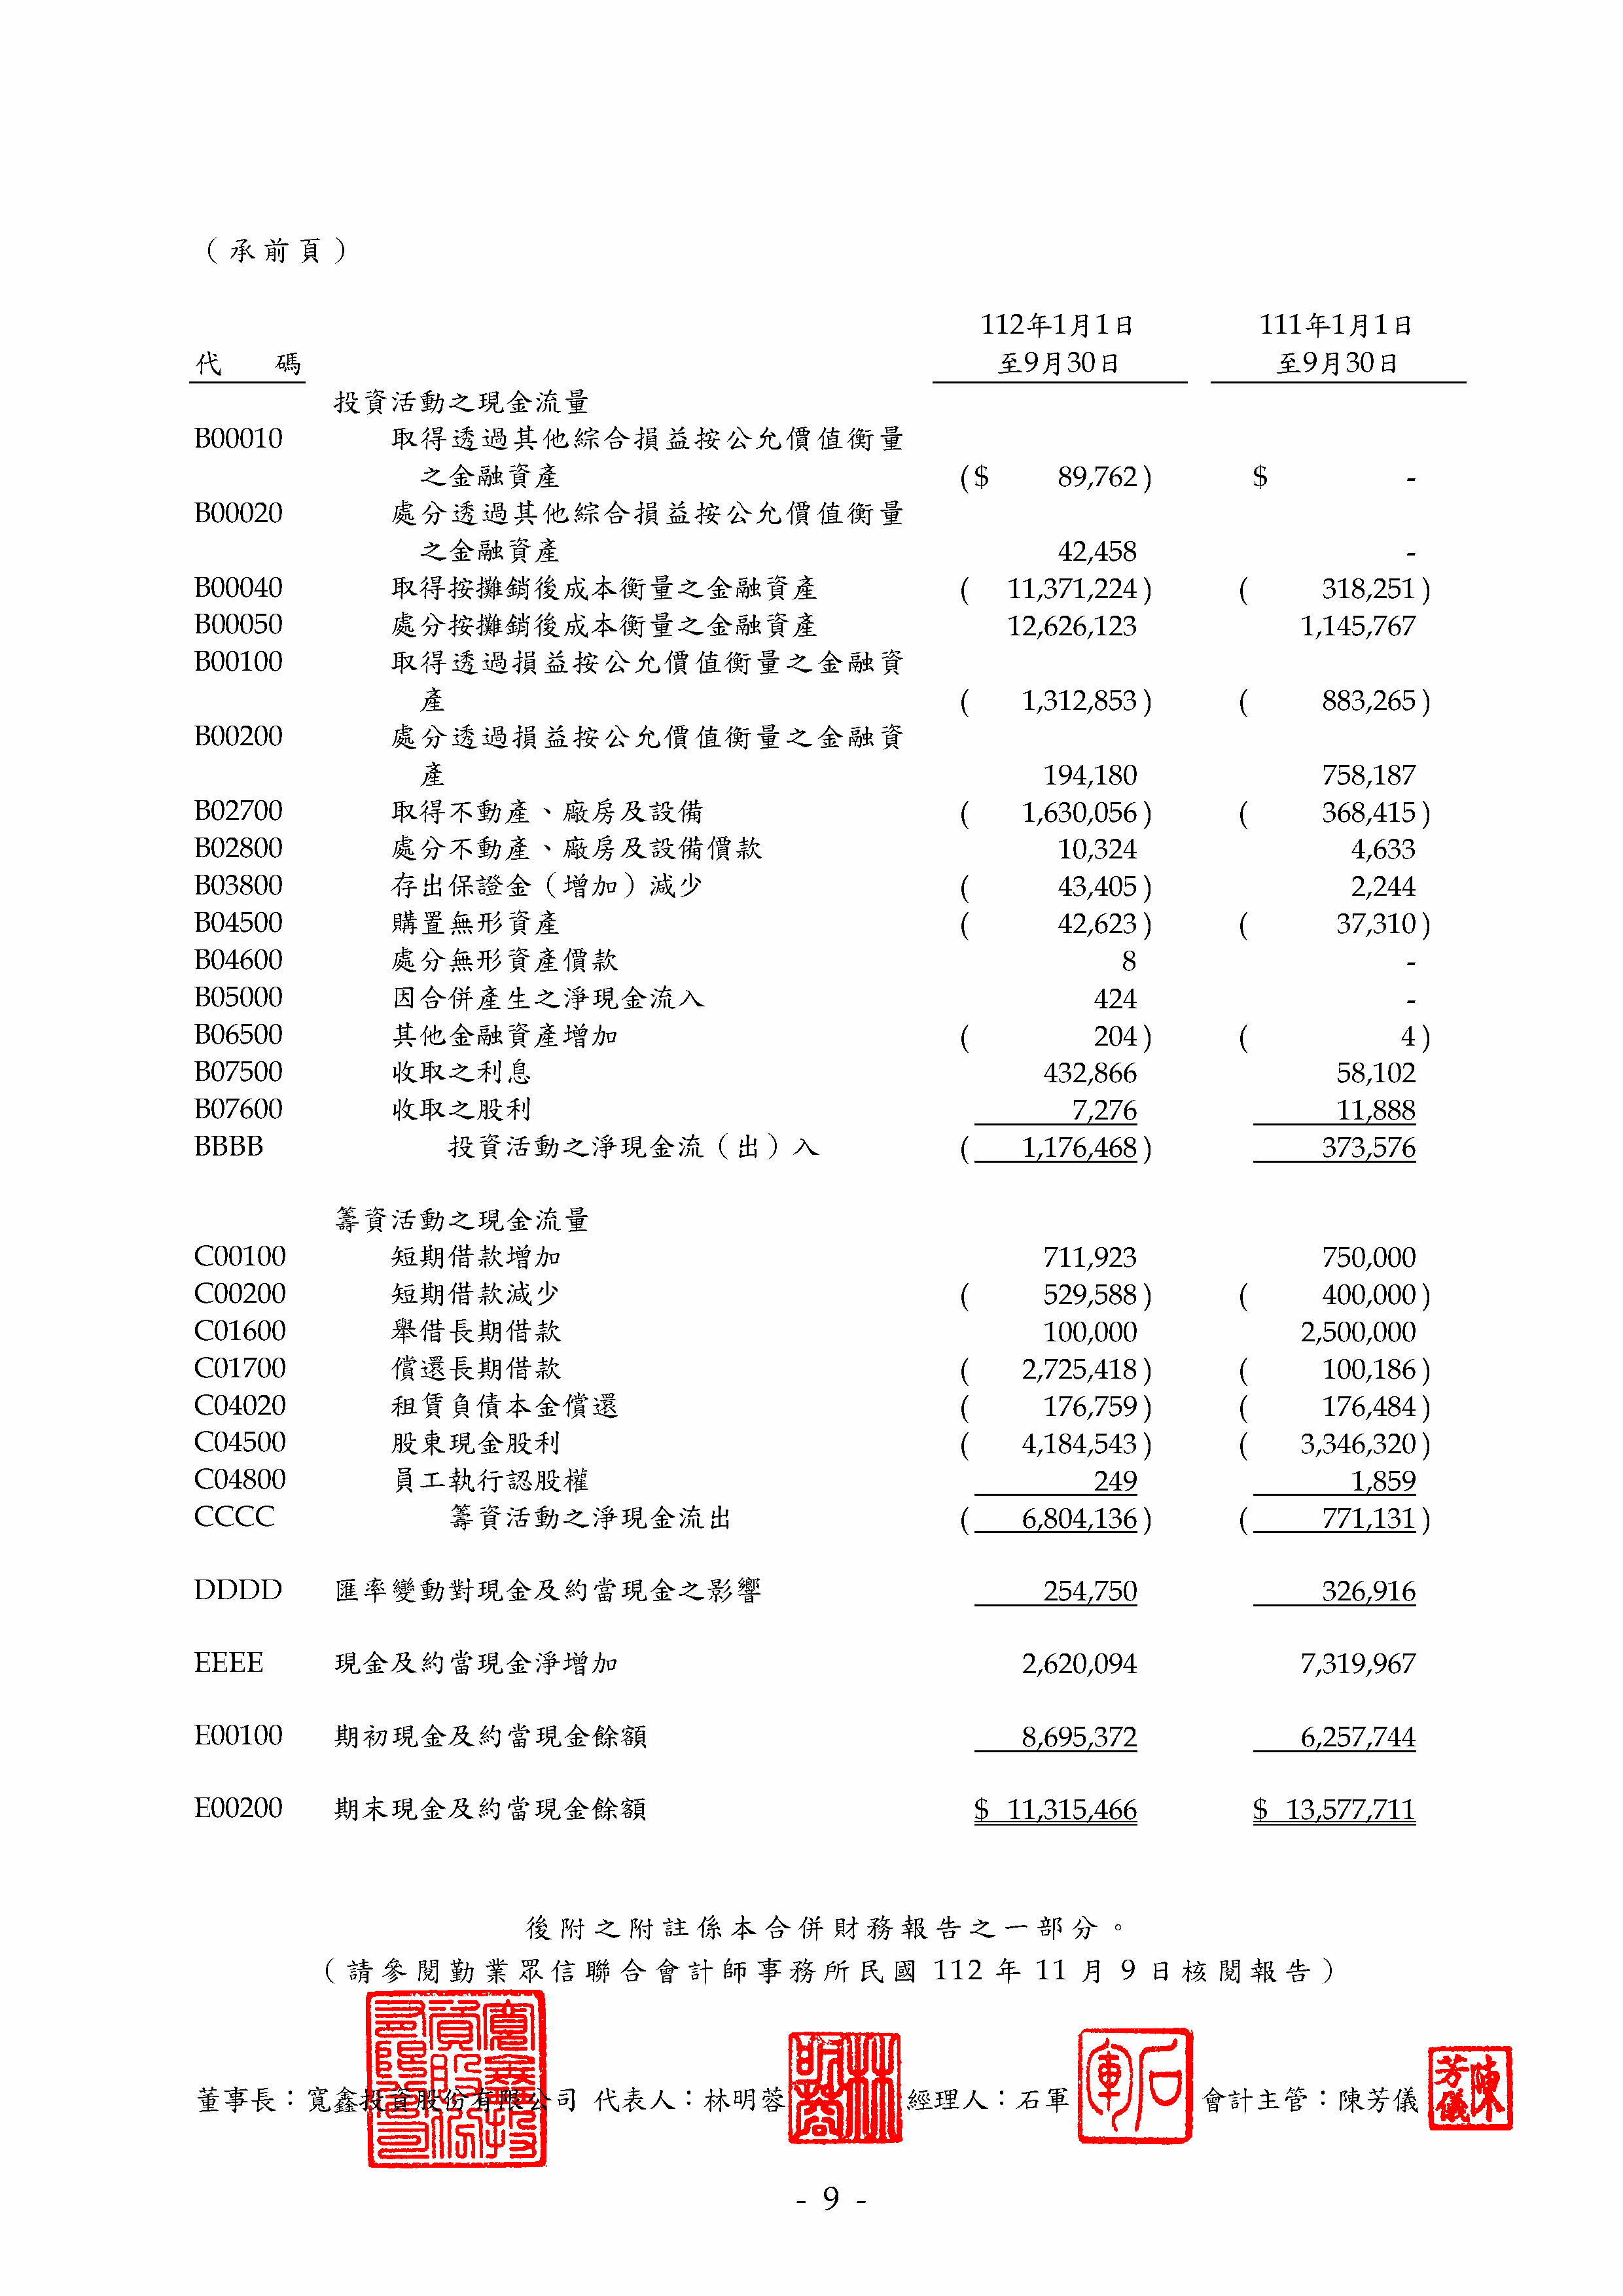 （承前頁）
112年1月1日 111年1月1日
代 碼 至9月30日 至9月30日
投資活動之現金流量
B00010 取得透過其他綜合損益按公允價值衡量
之金融資產 ($ 89,762) $ -
B00020 處分透過其他綜合損益按公允價值衡量
之金融資產 42,458 -
B00040 取得按攤銷後成本衡量之金融資產 ( 11,371,224) ( 318,251)
B00050 處分按攤銷後成本衡量之金融資產 12,626,123 1,145,767
B00100 取得透過損益按公允價值衡量之金融資
產 ( 1,312,853) ( 883,265)
B00200 處分透過損益按公允價值衡量之金融資
產 194,180 758,187
B02700 取得不動產、廠房及設備 ( 1,630,056) ( 368,415)
B02800 處分不動產、廠房及設備價款 10,324 4,633
B03800 存出保證金（增加）減少 ( 43,405) 2,244
B04500 購置無形資產 ( 42,623) ( 37,310)
B04600 處分無形資產價款 8 -
B05000 因合併產生之淨現金流入 424 -
B06500 其他金融資產增加 ( 204) ( 4)
B07500 收取之利息 432,866 58,102
B07600 收取之股利 7,276 11,888
BBBB 投資活動之淨現金流（出）入 ( 1,176,468) 373,576
籌資活動之現金流量
C00100 短期借款增加 711,923 750,000
C00200 短期借款減少 ( 529,588) ( 400,000)
C01600 舉借長期借款 100,000 2,500,000
C01700 償還長期借款 ( 2,725,418) ( 100,186)
C04020 租賃負債本金償還 ( 176,759) ( 176,484)
C04500 股東現金股利 ( 4,184,543) ( 3,346,320)
C04800 員工執行認股權 249 1,859
CCCC 籌資活動之淨現金流出 ( 6,804,136) ( 771,131)
DDDD 匯率變動對現金及約當現金之影響 254,750 326,916
EEEE 現金及約當現金淨增加 2,620,094 7,319,967
E00100 期初現金及約當現金餘額 8,695,372 6,257,744
E00200 期末現金及約當現金餘額 $ 11,315,466 $ 13,577,711
後附之附註係本合併財務報告之一部分。
（請參閱勤業眾信聯合會計師事務所民國 112 年 11 月 9 日核閱報告）
董事長：寬鑫投資股份有限公司 代表人：林明蓉 經理人：石軍 會計主管：陳芳儀
- 9 -